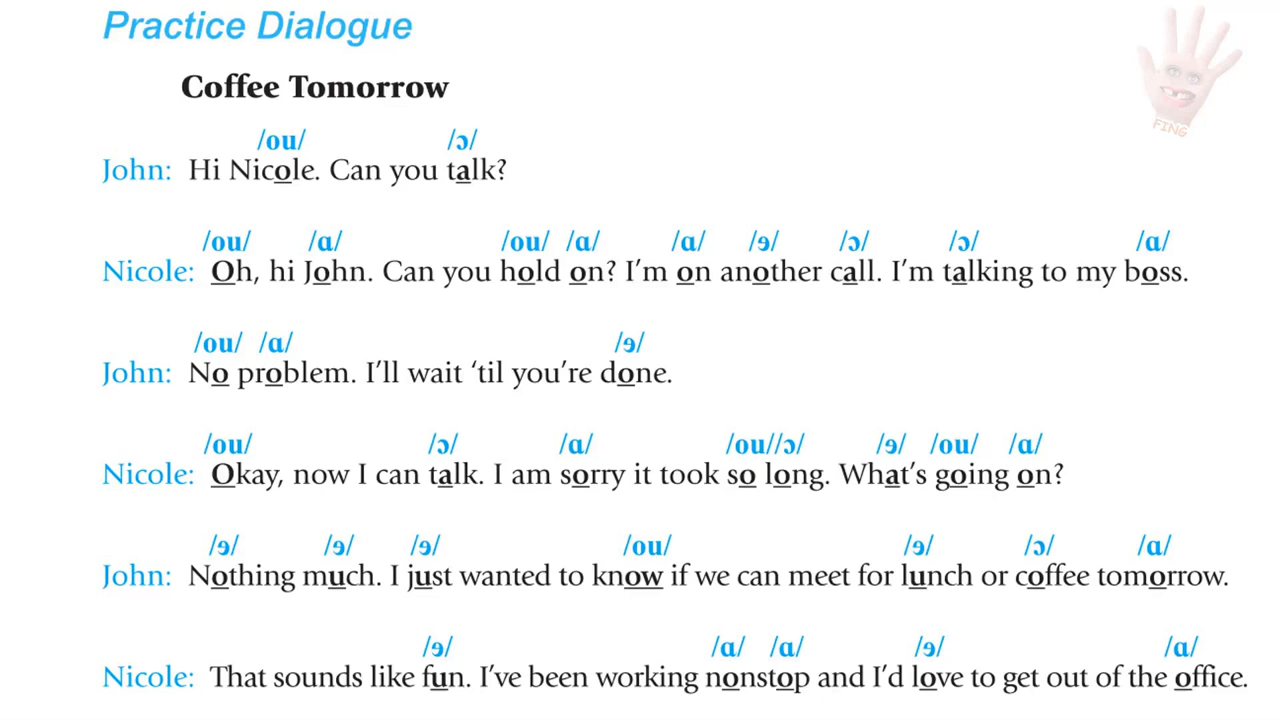 Practice Dialogue
Coffee Tomorrow
/ou/ /ɔ/
John: Hi Nicole. Can you talk?
/ou/ /ɑ/ /ou/ /ɑ/ /ɑ/ /ɘ/ /ɔ/ /ɔ/ /ɑ/
Nicole: Oh, hi John. Can you hold on? I'm on another call. I'm talking to my boss.
/ou/ /ɑ/ /ɘ/
John: No problem. I'll wait ‘til you're done.
/ou/ /ɔ/ /ɑ/ /ou//ɔ/ /ɘ/ /ou/ /ɑ/
Nicole: Okay, now I can talk. I am sorry it took so long. What's going on?
/ɘ/ /ɘ/ /ɘ/ /ou/ /ɘ/ /ɔ/ /ɑ/
John: Nothing much. I just wanted to know if we can meet for lunch or coffee tomorrow.
/ɘ/ /ɑ/ /ɑ/ /ɘ/ /ɑ/
Nicole: That sounds like fun. I've been working nonstop and I'd love to get out of the office.
FING